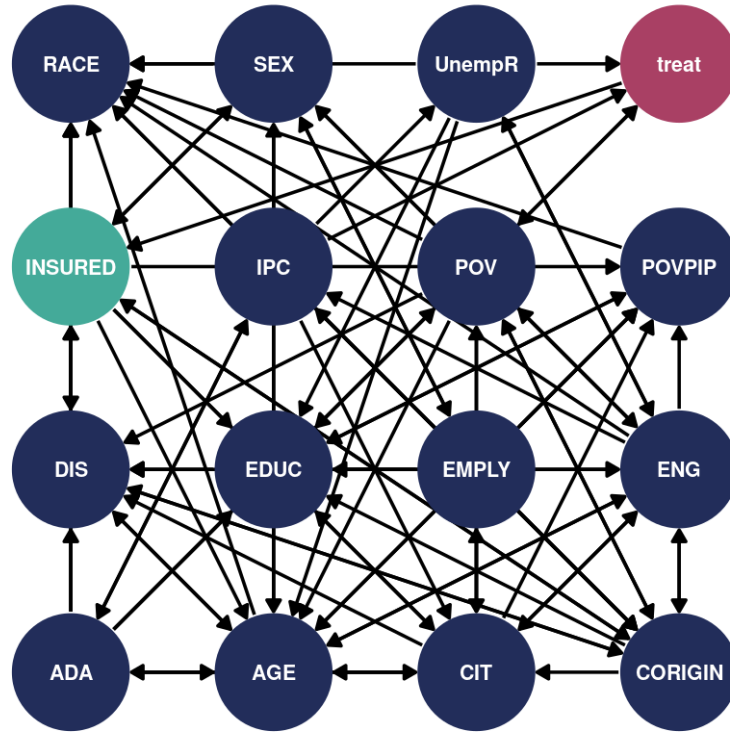 RACE SEX UnempR treat
INSURED IPC POV POVPIP
DIS EDUC EMPLY ENG
ADA AGE CIT CORIGIN